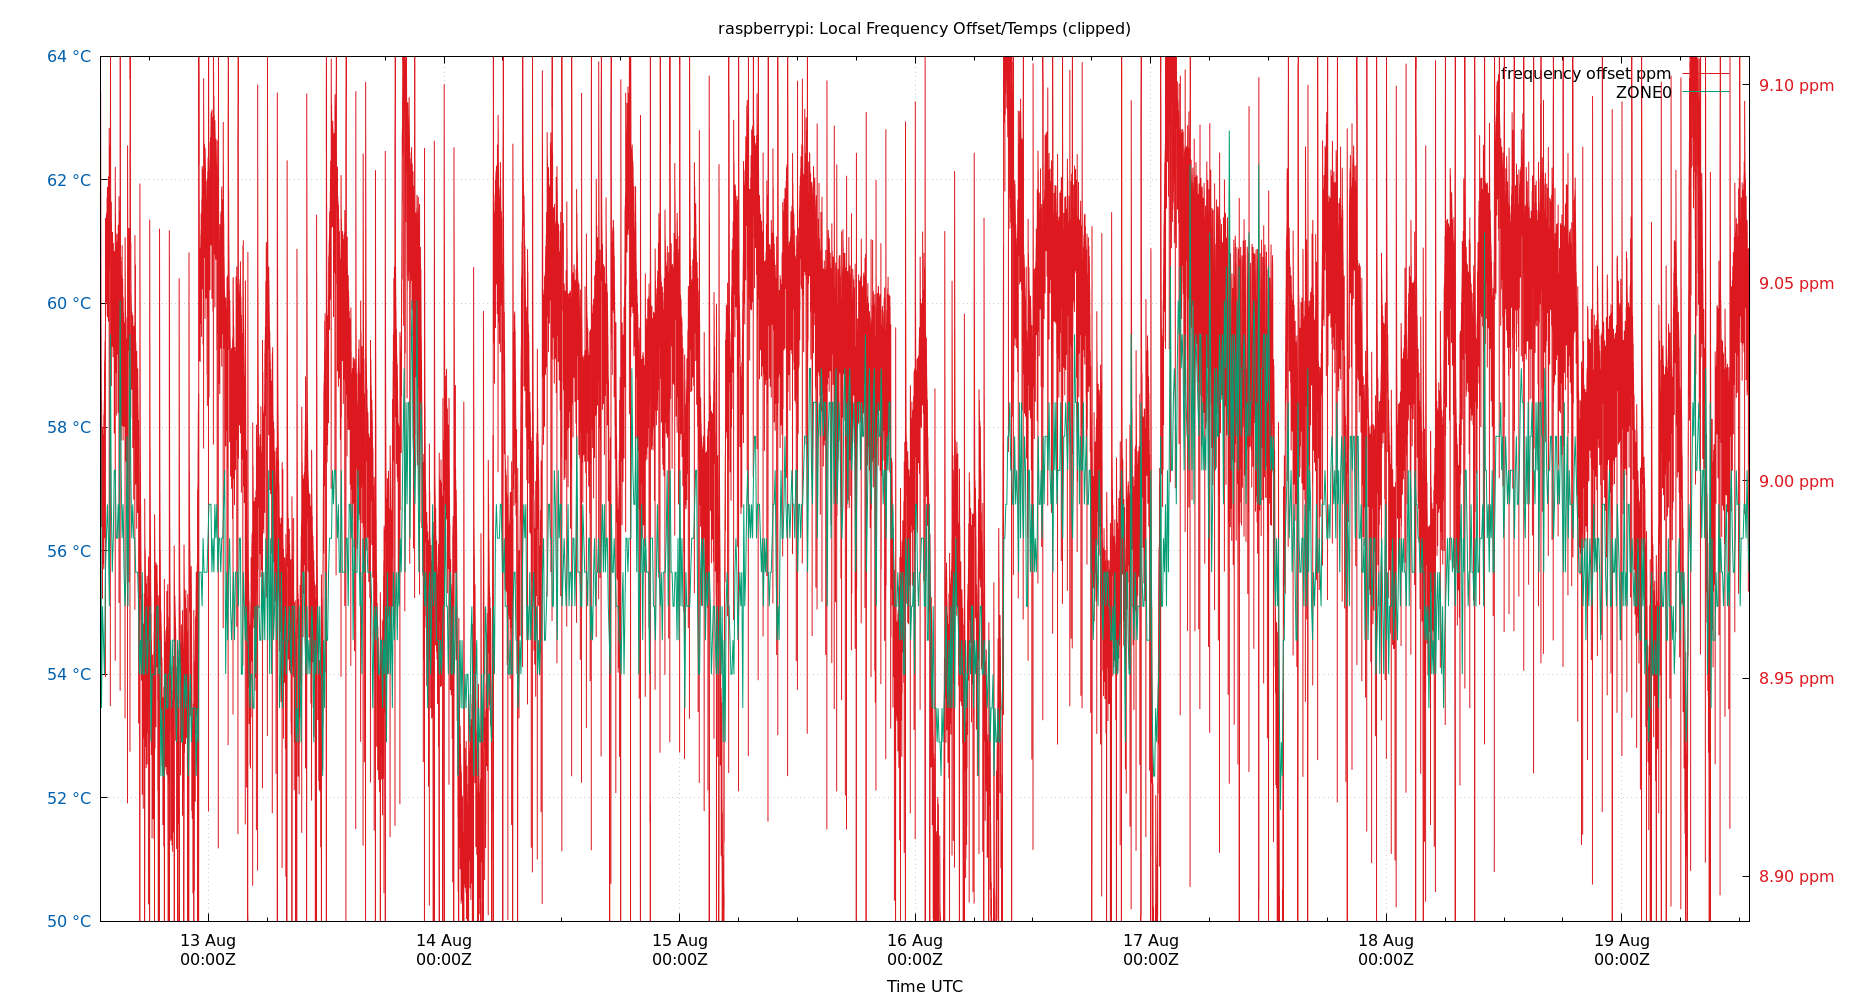 raspberrypi: Local Frequency Offset/Temps (clipped)
64 °C
62 °C
60 °C
58 °C
56 °C
54 °C
52 °C
50 °C
frequency offset ppm
ZONE0
9.10 ppm
9.05 ppm
9.00 ppm
8.95 ppm
8.90 ppm
13 Aug
00:00Z
14 Aug
00:00Z
15 Aug
00:00Z
16 Aug
00:00Z
17 Aug
00:00Z
18 Aug
00:00Z
19 Aug
00:00Z
Time UTC